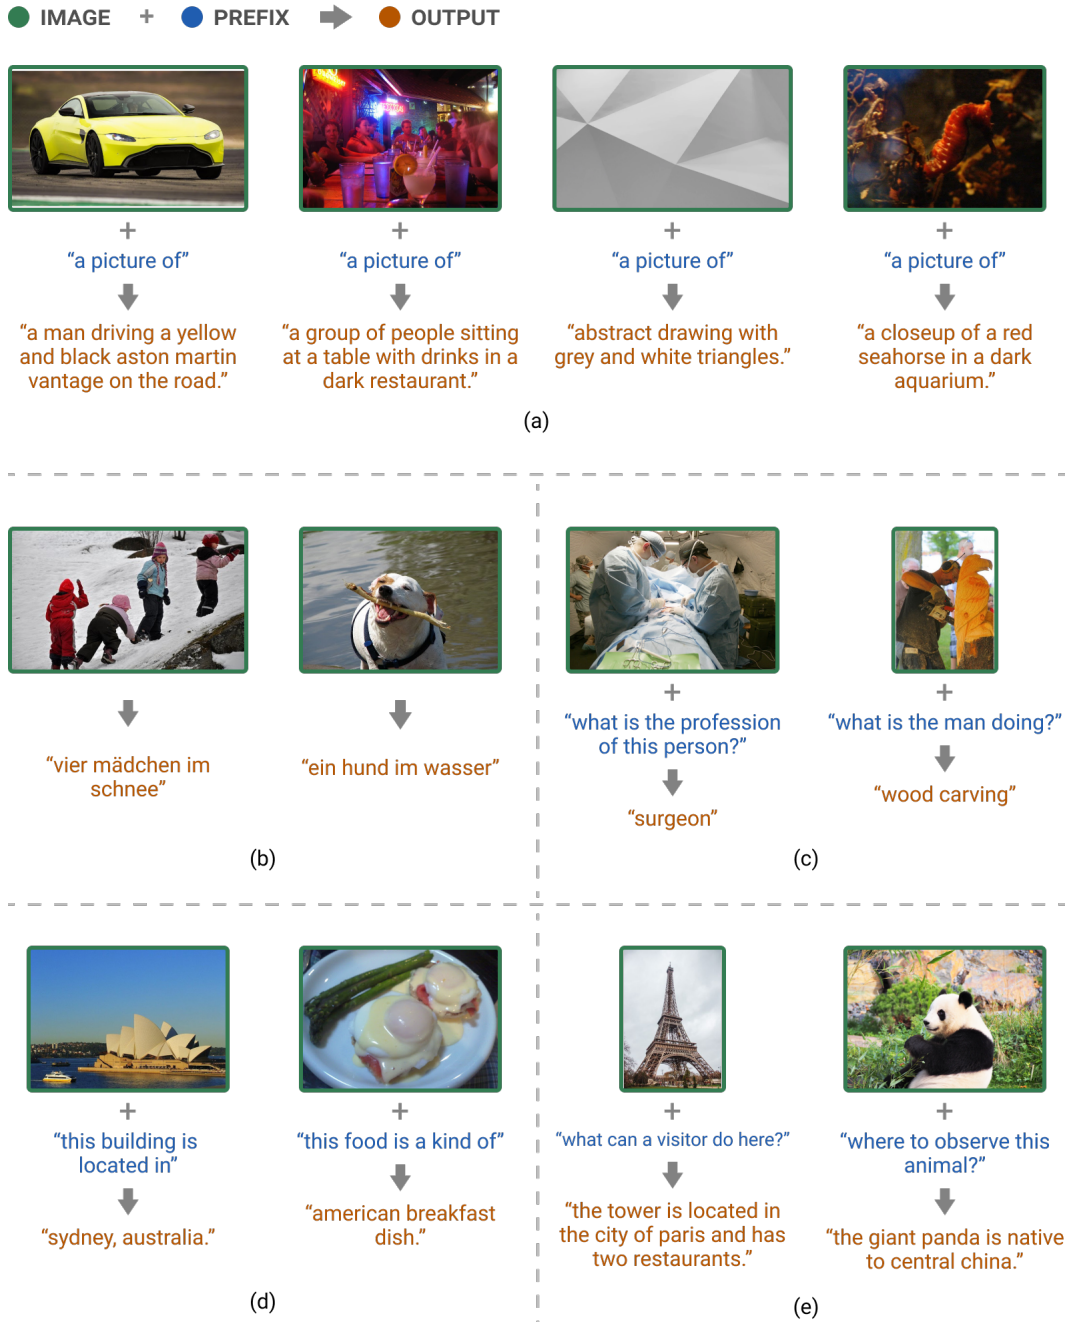 IMAGE + PREFIX OUTPUT
+ + + +
“a picture of” “a picture of” “a picture of” “a picture of”
“a man driving a yellow
and black aston martin
vantage on the road.”
“a group of people sitting
at a table with drinks in a
dark restaurant.”
“abstract drawing with
grey and white triangles.”
“a closeup of a red
seahorse in a dark
aquarium.”
(a)
“vier mädchen im
schnee”
“ein hund im wasser”
(b)
+
“what is the profession
of this person?”
“surgeon”
+
“what is the man doing?”
“wood carving”
(c)
+
“this building is
located in”
“sydney, australia.”
+
“this food is a kind of”
“american breakfast
dish.”
(d)
+
“what can a visitor do here?”
“the tower is located in
the city of paris and has
two restaurants.”
+
“where to observe this
animal?”
“the giant panda is native
to central china.”
(e)